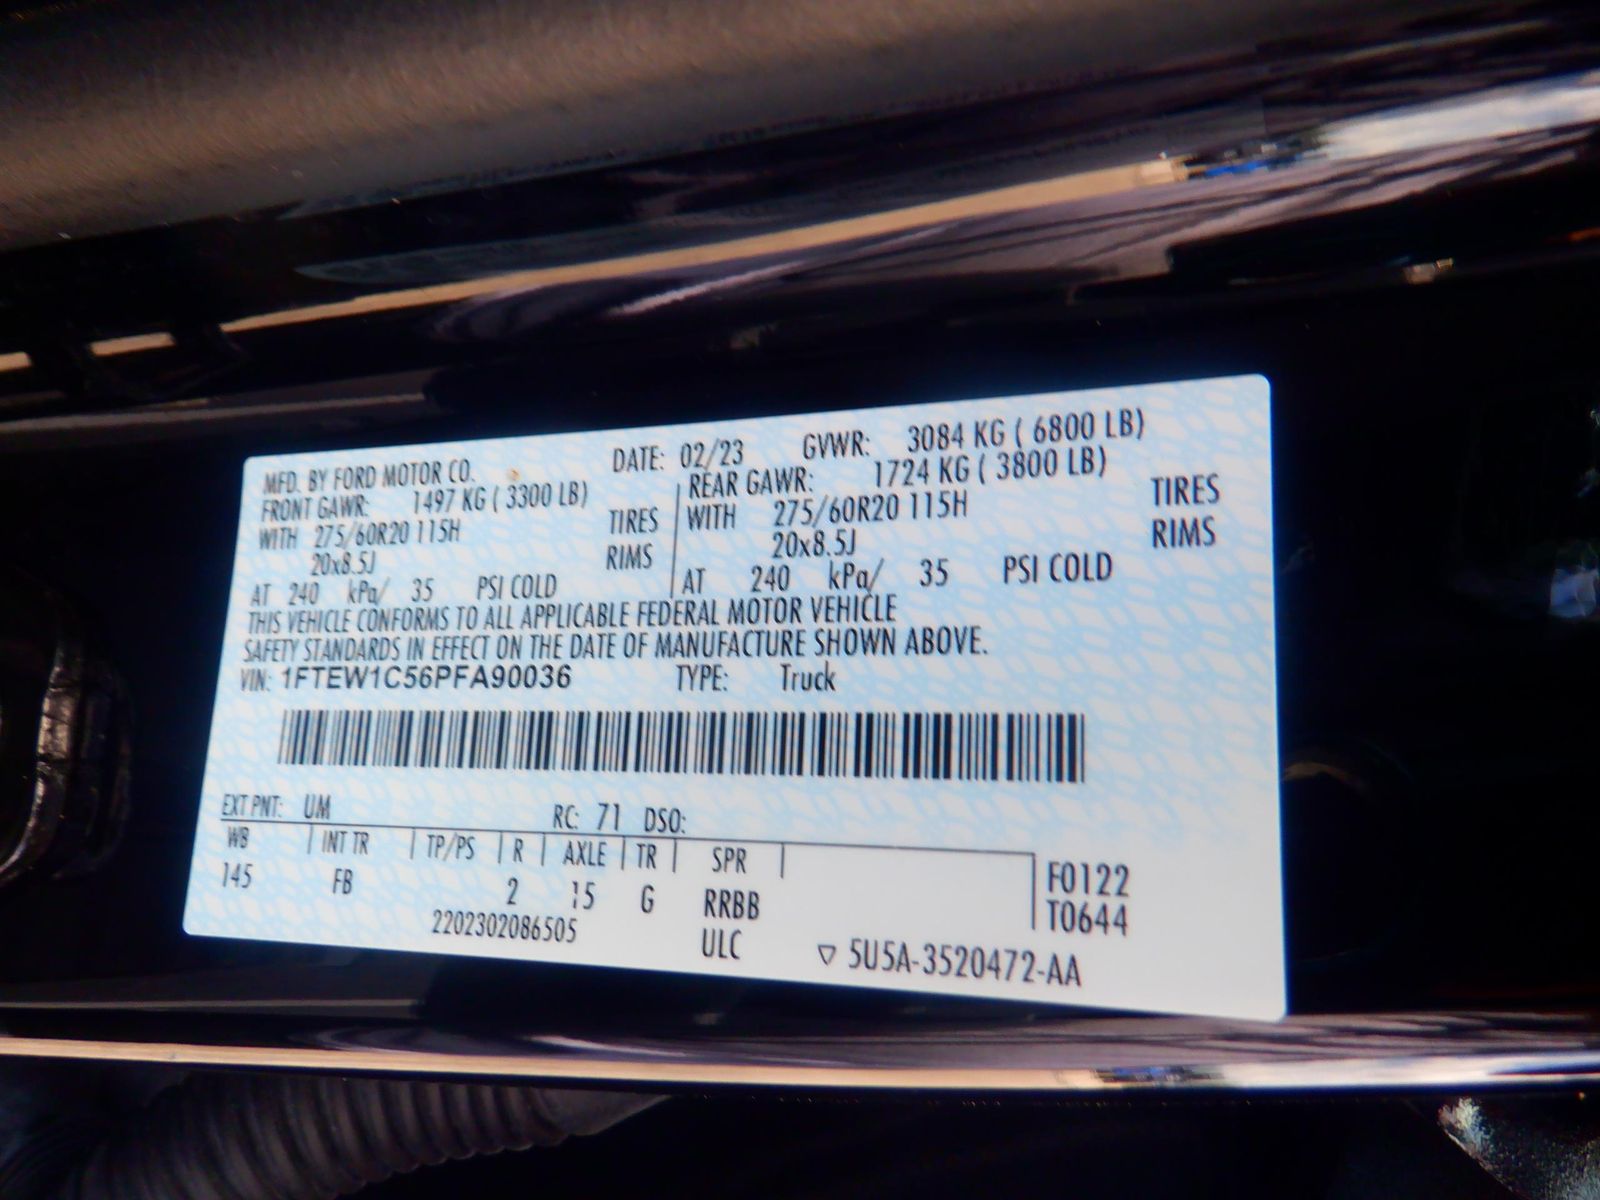 MFD. BY FORD MOTOR CO. DATE: 02/23 GVWR: 3084 KG ( 6800 LB)
FRONT GAWR: 1497 KG ( 3300 LB) REAR GAWR: 1724 KG ( 3800 LB)
WITH 275/60R20 115H TIRES WITH 275/60R20 115H TIRES
20x8.5J RIMS 20x8.5J RIMS
AT 240 kPa/ 35 PSI COLD AT 240 kPa/ 35 PSI COLD
THIS VEHICLE CONFORMS TO ALL APPLICABLE FEDERAL MOTOR VEHICLE
SAFETY STANDARDS IN EFFECT ON THE DATE OF MANUFACTURE SHOWN ABOVE.
VIN: 1FTEW1C56PFA90036 TYPE: Truck
EXT PNT: UM RC: 71 DSO:
WB INT TR TP/PS R AXLE TR SPR F0122
145 FB 2 15 G RRBB T0644
2202302086505 ULC ▽ 5U5A-3520472-AA